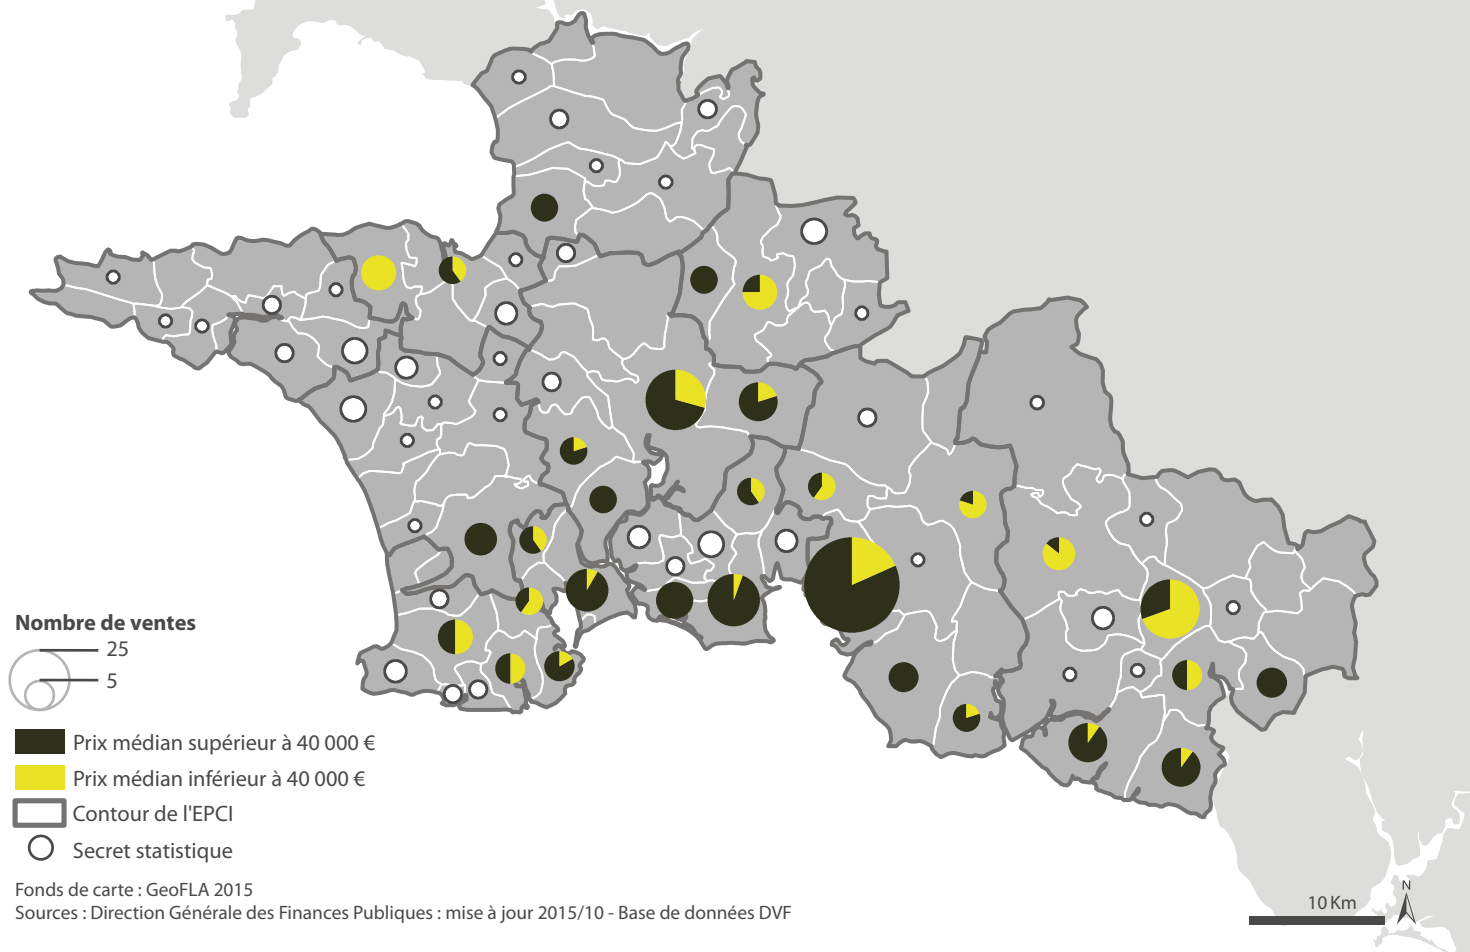 Nombre de ventes
25
5
Prix médian supérieur à 40 000 €
Prix médian inférieur à 40 000 €
Contour de l'EPCI
Secret statistique
Fonds de carte : GeoFLA 2015
Sources : Direction Générale des Finances Publiques : mise à jour 2015/10 - Base de données DVF
10 Km
N